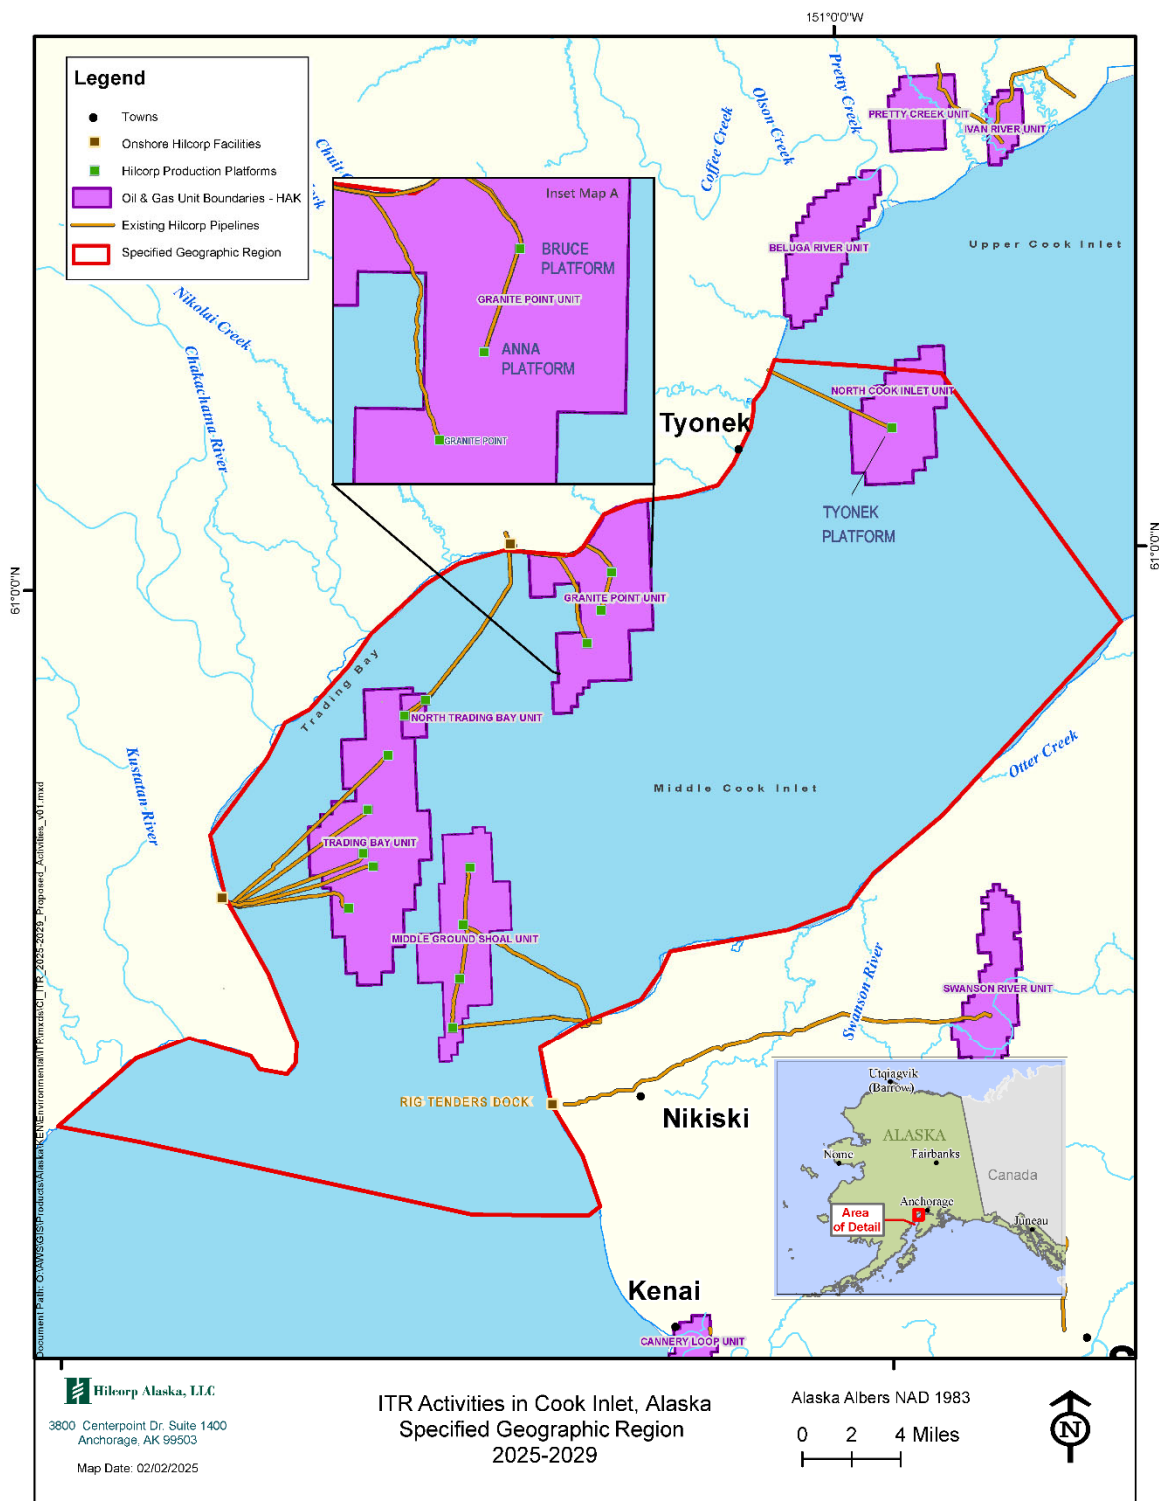 151°0'0"W
Legend
Towns
Onshore Hilcorp Facilities
Hilcorp Production Platforms
Oil & Gas Unit Boundaries - HAK
Existing Hilcorp Pipelines
Specified Geographic Region
Pretty Creek
Olson Creek
Coffee Creek
PRETTY CREEK UNIT
IVAN RIVER UNIT
Inset Map A
BRUCE
PLATFORM
GRANITE POINT UNIT
ANNA
PLATFORM
GRANITE POINT
BELUGA RIVER UNIT
Upper Cook Inlet
Nikolai Creek
Chakachatna River
NORTH COOK INLET UNIT
Tyonek
TYONEK
PLATFORM
61°0'0"N
61°0'0"N
GRANITE POINT UNIT
Trading Bay
NORTH TRADING BAY UNIT
Kustatan River
Otter Creek
Middle Cook Inlet
TRADING BAY UNIT
MIDDLE GROUND SHOAL UNIT
Swanson River
SWANSON RIVER UNIT
RIG TENDERS DOCK
Nikiski
Utqiagvik
(Barrow)
ALASKA
Nome
Fairbanks
Canada
Anchorage
Area
of Detail
Juneau
Kenai
CANNERY LOOP UNIT
Hilcorp Alaska, LLC
3800 Centerpoint Dr. Suite 1400
Anchorage, AK 99503
Map Date: 02/02/2025
ITR Activities in Cook Inlet, Alaska
Specified Geographic Region
2025-2029
Alaska Albers NAD 1983
0 2 4 Miles
N